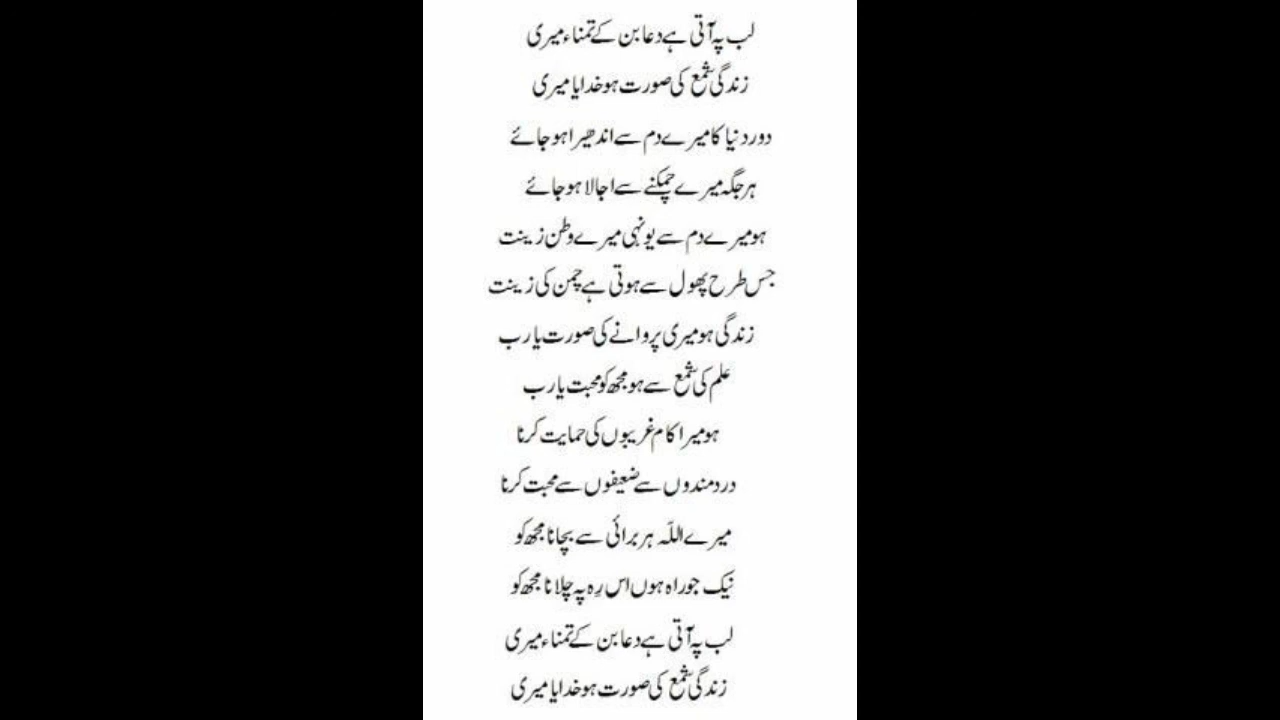 لب پہ آتی ہے دعا بن کے تمناء میری
زندگی شمع کی صورت ہو خدایا میری
دور دنیا کا میرے دم سے اندھیرا ہو جائے
ہر جگہ میرے چمکنے سے اجالا ہو جائے
ہو میرے دم سے یونہی میرے وطن زینت
جس طرح پھول سے ہوتی ہے چمن کی زینت
زندگی ہو میری پروانے کی صورت یا رب
علم کی شمع سے ہو مجھ کو محبت یا رب
ہو میرا کام غریبوں کی حمایت کرنا
درد مندوں سے ضعیفوں سے محبت کرنا
میرے اللہ ہر برائی سے بچانا مجھ کو
نیک جو راہ ہوں اس رہ پہ چلانا مجھ کو
لب پہ آتی ہے دعا بن کے تمناء میری
زندگی شمع کی صورت ہو خدایا میری